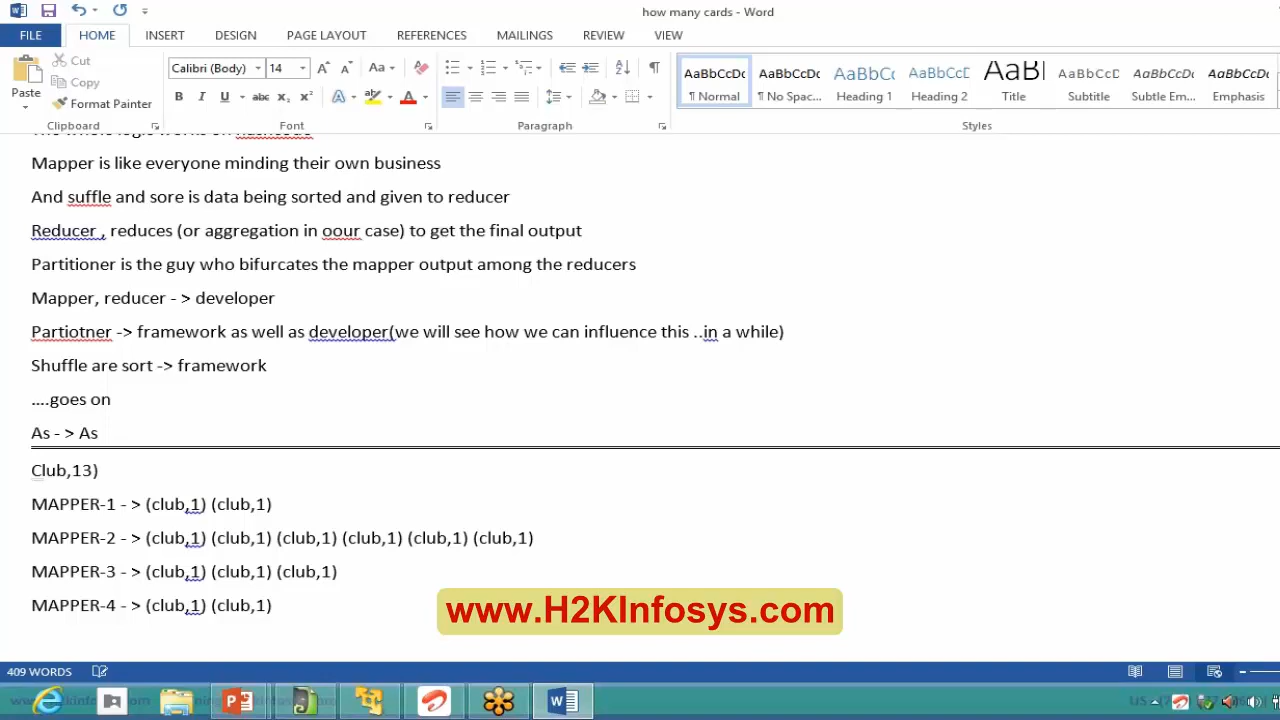 how many cards - Word
FILE HOME INSERT DESIGN PAGE LAYOUT REFERENCES MAILINGS REVIEW VIEW
Paste Cut
Copy
Format Painter
Calibri (Body) 14 Aa
B I U abc x₂ x² A ab A
AaBbCcDc AaBbCcDc AaBbCc AaBbCcDc AaBl AaBbCcDc AaBbCcDc AaBbCcDc
¶ Normal ¶ No Spac... Heading 1 Heading 2 Title Subtitle Subtle Em... Emphasis
Clipboard Font Paragraph Styles
Mapper is like everyone minding their own business
And suffle and sore is data being sorted and given to reducer
Reducer , reduces (or aggregation in oour case) to get the final output
Partitioner is the guy who bifurcates the mapper output among the reducers
Mapper, reducer - > developer
Partiotner -> framework as well as developer(we will see how we can influence this ..in a while)
Shuffle are sort -> framework
....goes on
As - > As
Club,13)
MAPPER-1 - > (club,1) (club,1)
MAPPER-2 - > (club,1) (club,1) (club,1) (club,1) (club,1) (club,1)
MAPPER-3 - > (club,1) (club,1) (club,1)
MAPPER-4 - > (club,1) (club,1)
www.H2KInfosys.com
409 WORDS